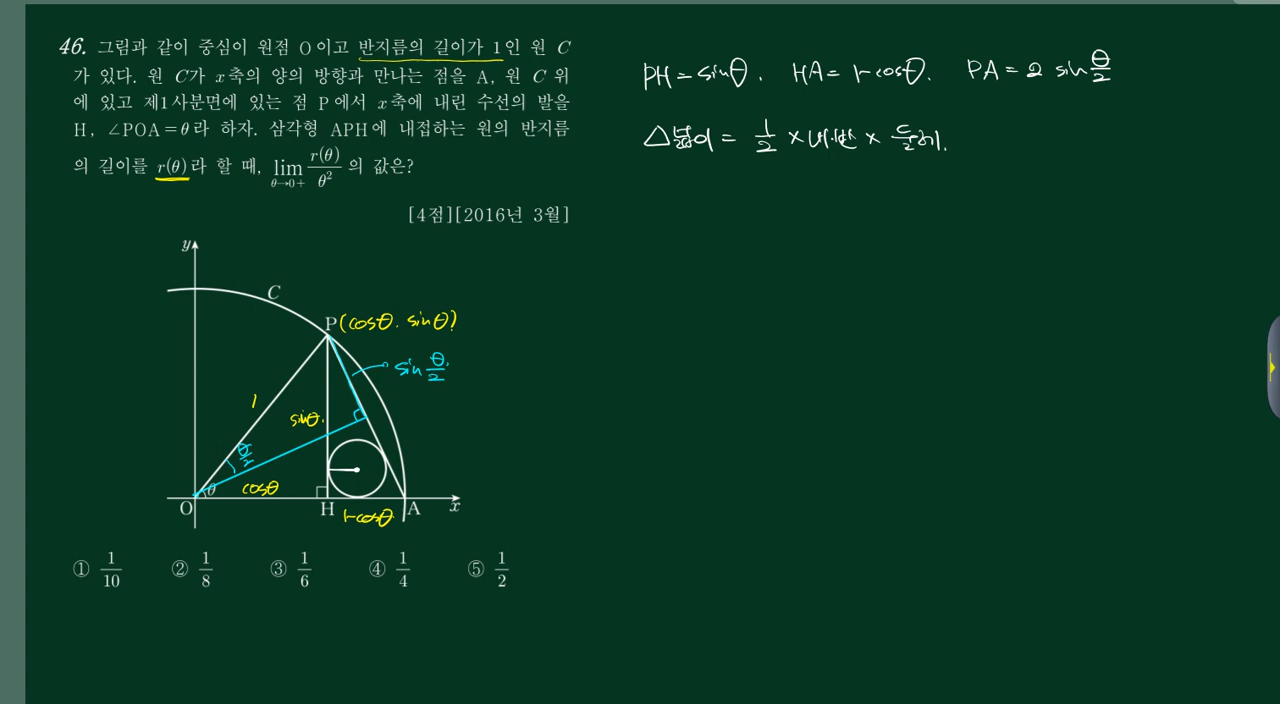 46. 그림과 같이 중심이 원점 O이고 반지름의 길이가 1인 원 C
가 있다. 원 C가 x축의 양의 방향과 만나는 점을 A, 원 C 위
에 있고 제1사분면에 있는 점 P에서 x축에 내린 수선의 발을
H, ∠POA=θ라 하자. 삼각형 APH에 내접하는 원의 반지름
의 길이를 r(θ)라 할 때, lim θ→0+ r(θ)/θ² 의 값은?
[4점][2016년 3월]
PH = sinθ. HA = 1-cosθ. PA = 2 sin θ/2
△넓이 = 1/2 × 내반 × 둘레.
y
C
P(cosθ, sinθ)
sin θ/2
1
sinθ.
θ/2
θ
cosθ
O
H
A
x
1-cosθ
① 1/10 ② 1/8 ③ 1/6 ④ 1/4 ⑤ 1/2